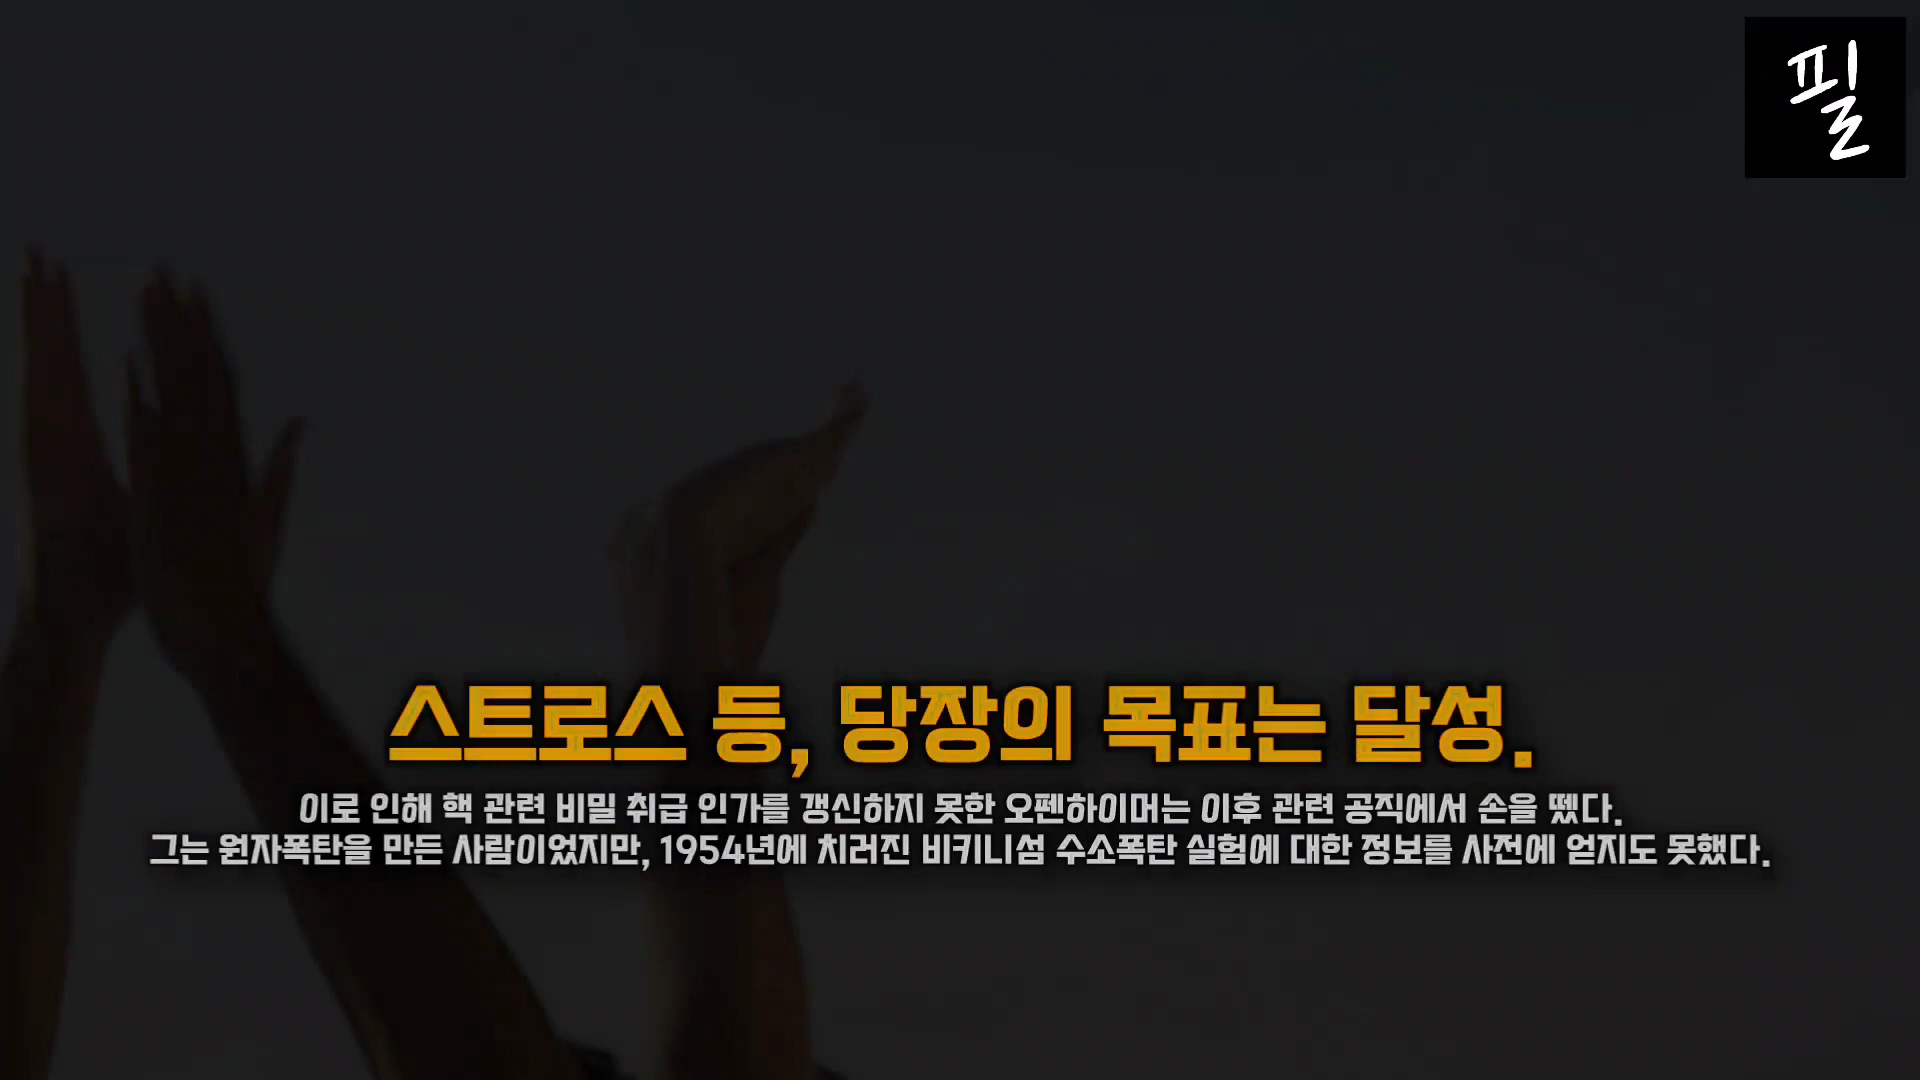 필
스트로스 등, 당장의 목표는 달성.
이로 인해 핵 관련 비밀 취급 인가를 갱신하지 못한 오펜하이머는 이후 관련 공직에서 손을 뗐다.
그는 원자폭탄을 만든 사람이었지만, 1954년에 치러진 비키니섬 수소폭탄 실험에 대한 정보를 사전에 얻지도 못했다.